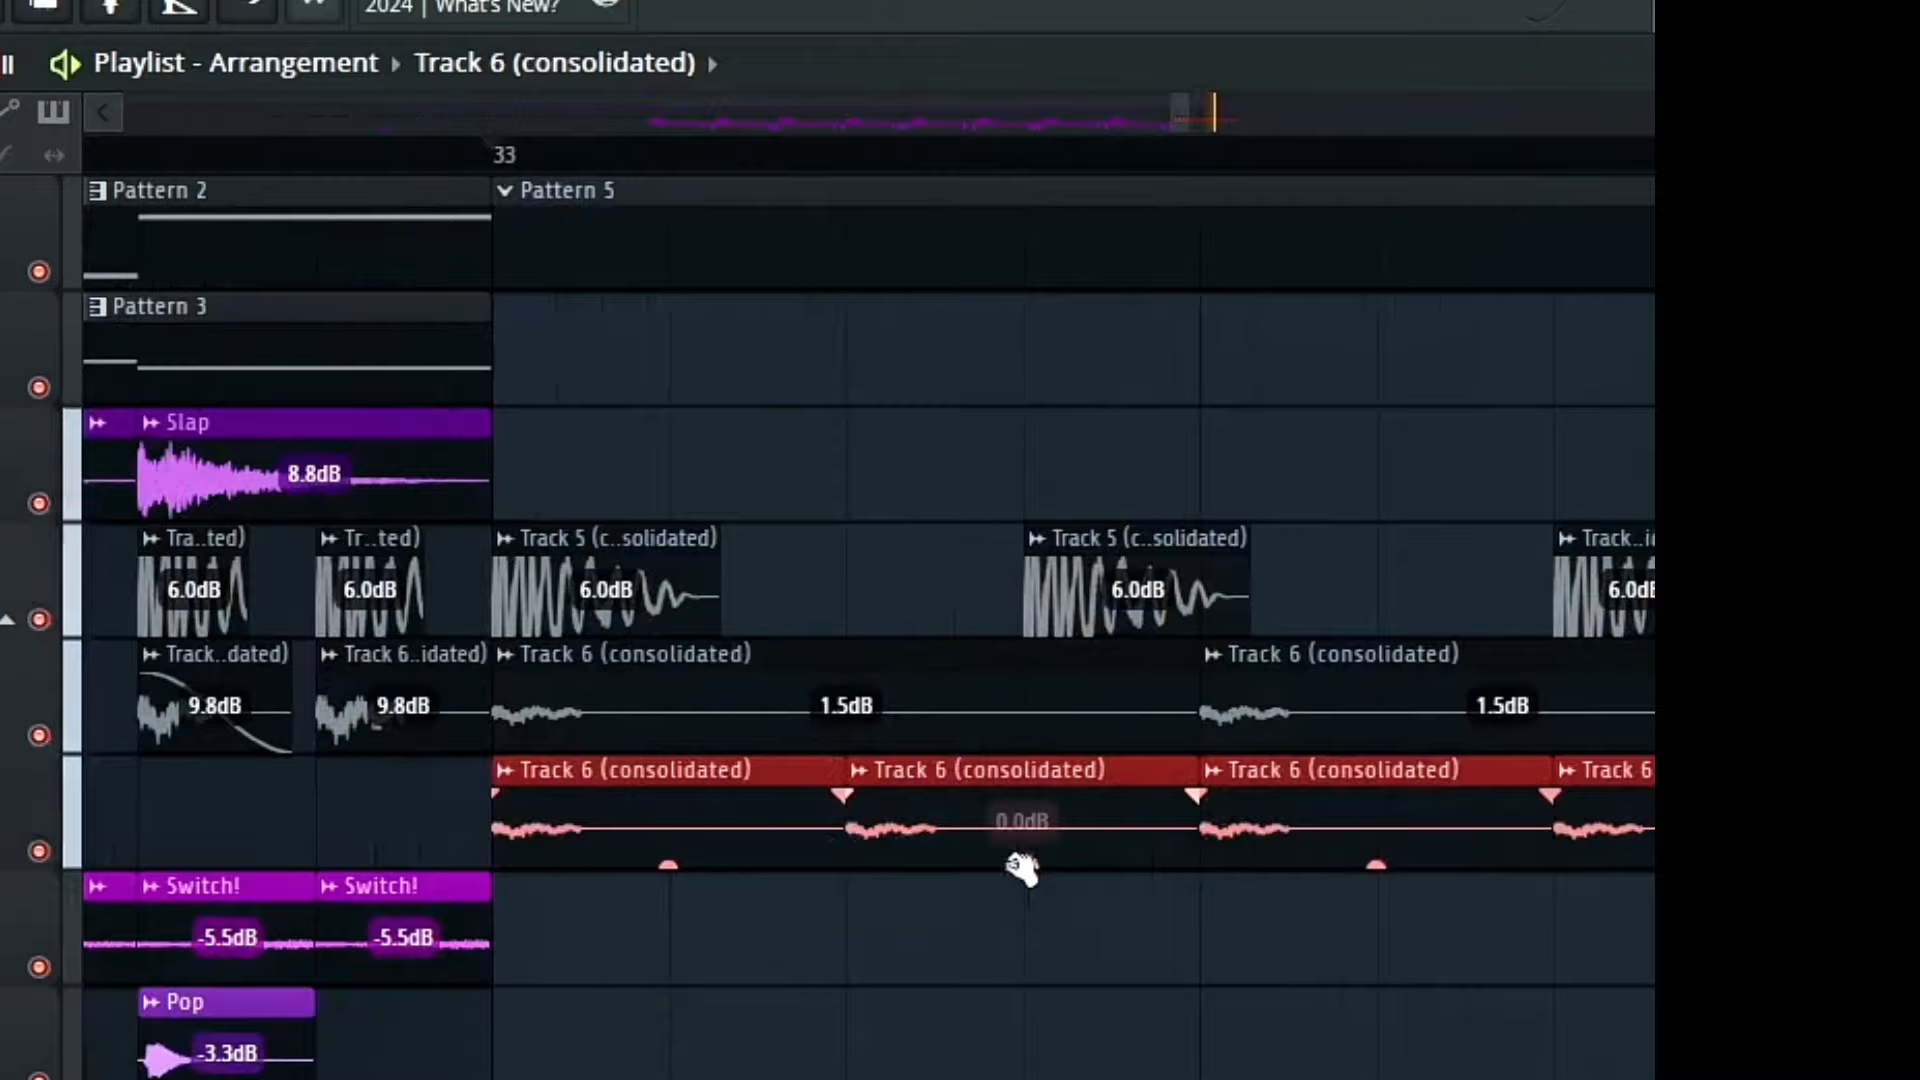 2024 | What's New?
Playlist - Arrangement ▸ Track 6 (consolidated) ▸
33
Pattern 2
Pattern 5
Pattern 3
Slap
8.8dB
Tra..ted)
Tr..ted)
Track 5 (c..solidated)
Track 5 (c..solidated)
6.0dB
6.0dB
6.0dB
6.0dB
Track..dated)
Track 6..idated)
Track 6 (consolidated)
Track 6 (consolidated)
9.8dB
9.8dB
1.5dB
1.5dB
Track 6 (consolidated)
Track 6 (consolidated)
Track 6 (consolidated)
Track 6
0.0dB
Switch!
Switch!
-5.5dB
-5.5dB
Pop
-3.3dB